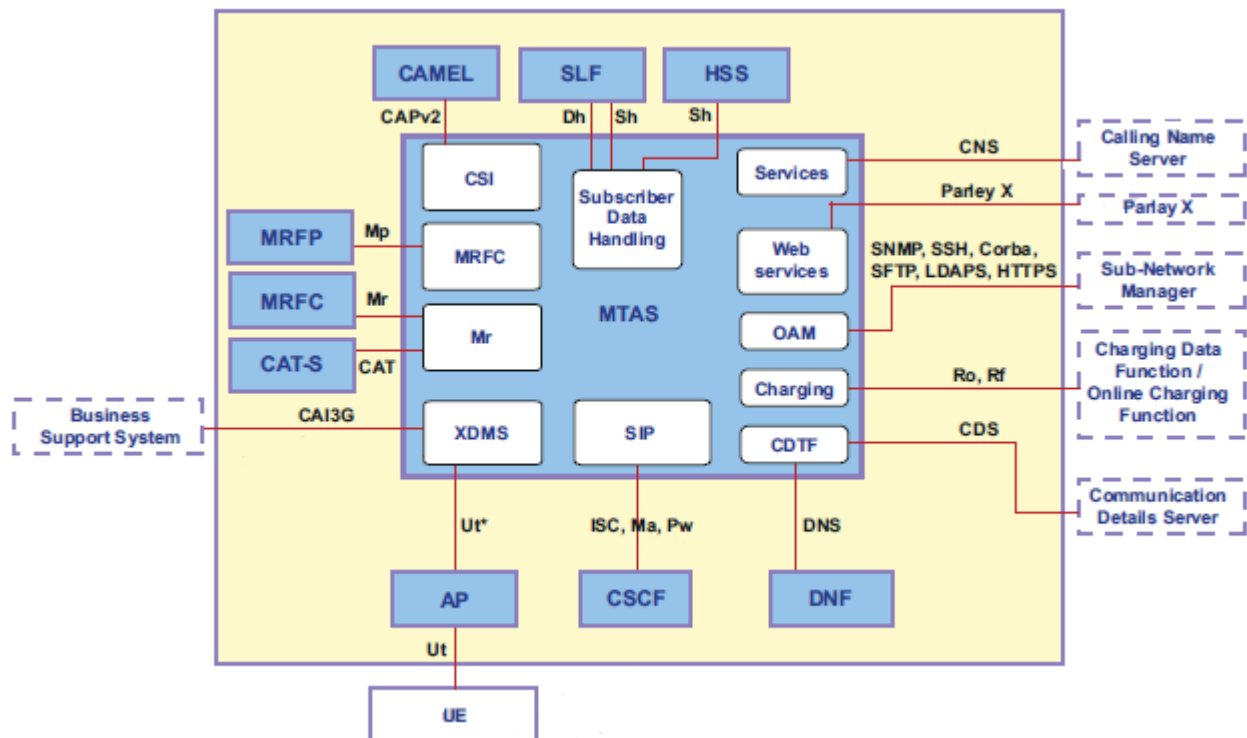 CAMEL
SLF
HSS
CAPv2
Dh
Sh
Sh
CSI
Subscriber
Data
Handling
Services
CNS
Calling Name
Server
Parley X
Parlay X
MRFP
Mp
MRFC
Web
services
SNMP, SSH, Corba,
SFTP, LDAPS, HTTPS
Sub-Network
Manager
MRFC
Mr
Mr
MTAS
OAM
CAT-S
CAT
Charging
Ro, Rf
Charging Data
Function /
Online Charging
Function
Business
Support System
CAI3G
XDMS
SIP
CDTF
CDS
Communication
Details Server
Ut*
ISC, Ma, Pw
DNS
AP
CSCF
DNF
Ut
UE